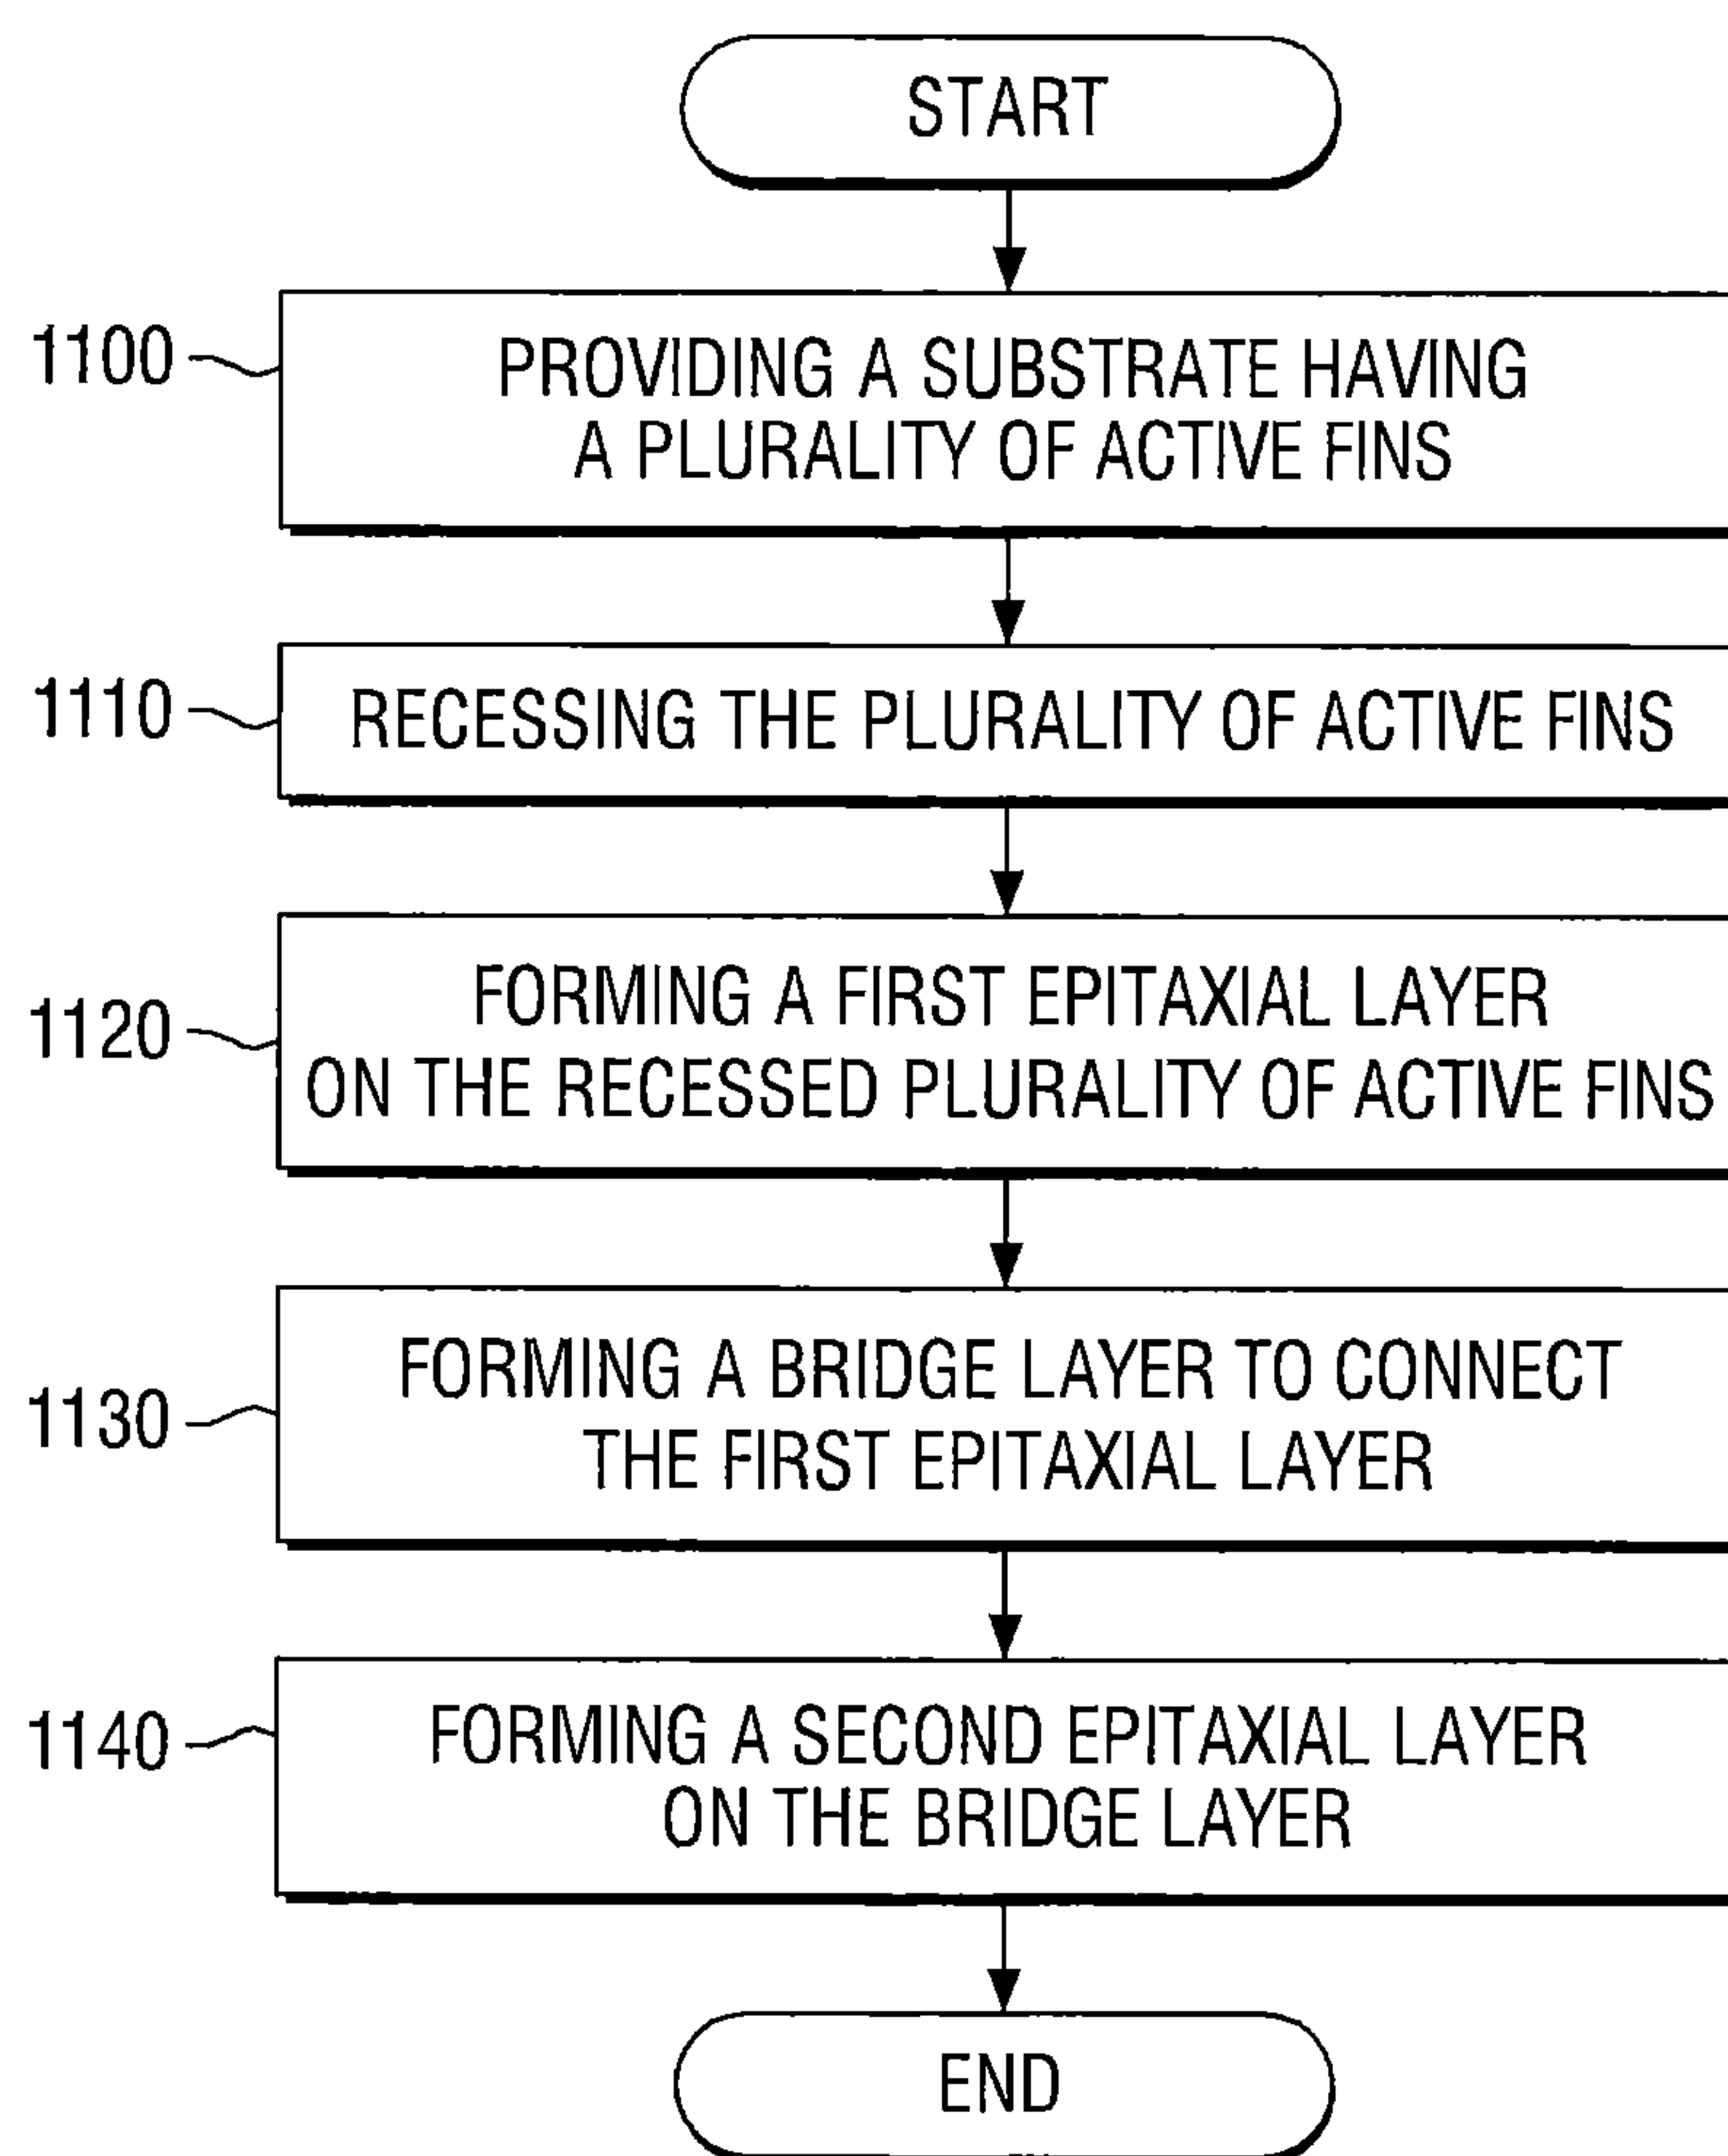 START
1100
PROVIDING A SUBSTRATE HAVING
A PLURALITY OF ACTIVE FINS
1110
RECESSING THE PLURALITY OF ACTIVE FINS
1120
FORMING A FIRST EPITAXIAL LAYER
ON THE RECESSED PLURALITY OF ACTIVE FINS
1130
FORMING A BRIDGE LAYER TO CONNECT
THE FIRST EPITAXIAL LAYER
1140
FORMING A SECOND EPITAXIAL LAYER
ON THE BRIDGE LAYER
END